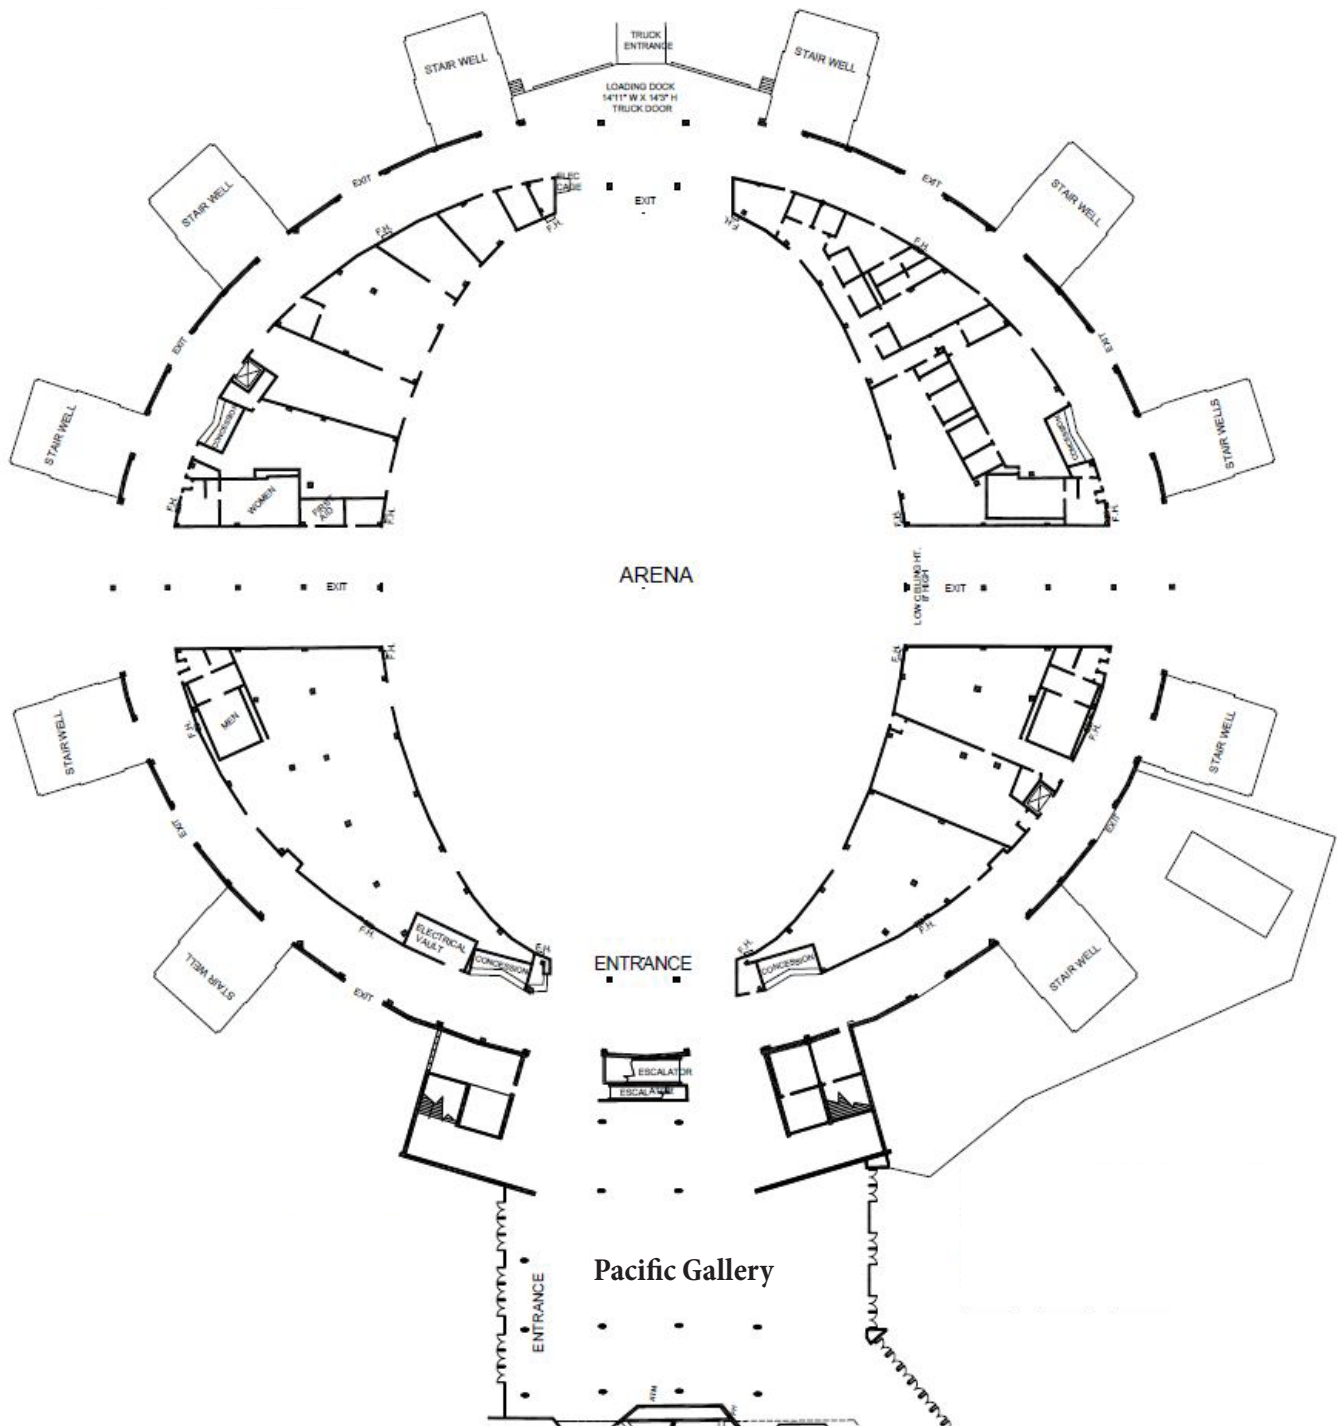 TRUCK
ENTRANCE
STAIR WELL
STAIR WELL
LOADING DOCK
14'11" W X 14'3" H
TRUCK DOOR
EXIT
ELEC
CAGE
EXIT
EXIT
STAIR WELL
STAIR WELL
F.H.
F.H.
F.H.
F.H.
EXIT
EXIT
STAIR WELL
CONCESSION
CONCESSION
STAIR WELLS
WOMEN
FIRST
AID
F.H.
F.H.
F.H.
F.H.
ARENA
EXIT
LOW CEILING HT.
8' HIGH
EXIT
F.H.
F.H.
STAIRWELL
MEN
F.H.
F.H.
STAIR WELL
EXIT
EXIT
STAIR WELL
F.H.
ELECTRICAL
VAULT
CONCESSION
F.H.
ENTRANCE
F.H.
CONCESSION
F.H.
STAIR WELL
EXIT
ESCALATOR
ESCALATOR
Pacific Gallery
ENTRANCE
ATM